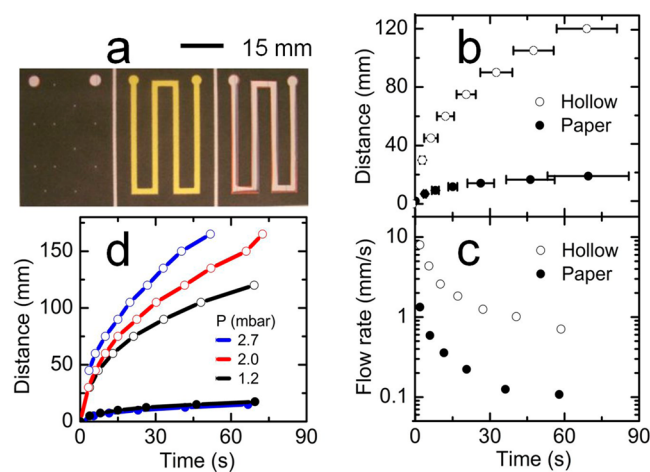 a
15 mm
b
Distance (mm)
120
80
40
0
Hollow
Paper
c
Flow rate (mm/s)
10
1
0.1
Hollow
Paper
0 30 60 90
Time (s)
d
Distance (mm)
150
100
50
0
P (mbar)
2.7
2.0
1.2
0 30 60 90
Time (s)